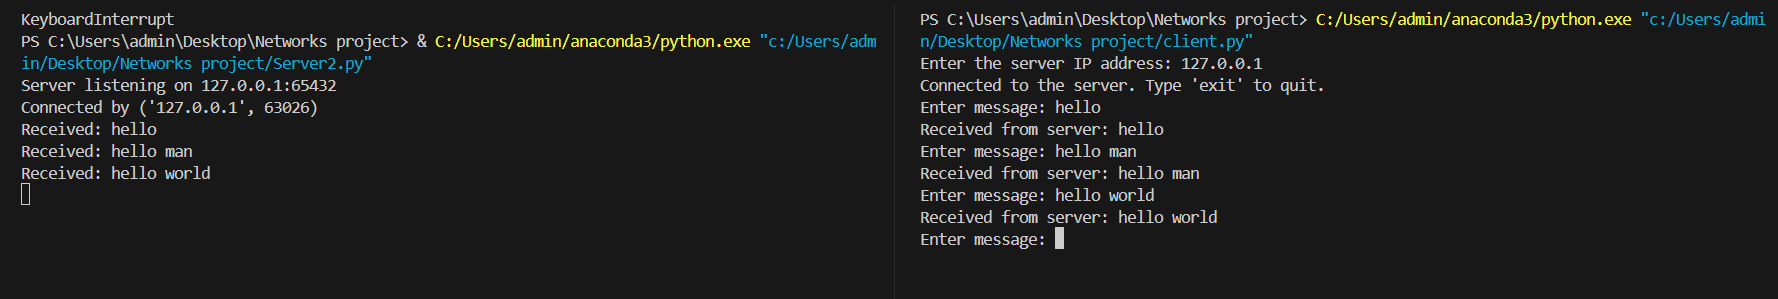 KeyboardInterrupt
PS C:\Users\admin\Desktop\Networks project> & C:/Users/admin/anaconda3/python.exe "c:/Users/adm
in/Desktop/Networks project/Server2.py"
Server listening on 127.0.0.1:65432
Connected by ('127.0.0.1', 63026)
Received: hello
Received: hello man
Received: hello world
PS C:\Users\admin\Desktop\Networks project> C:/Users/admin/anaconda3/python.exe "c:/Users/admi
n/Desktop/Networks project/client.py"
Enter the server IP address: 127.0.0.1
Connected to the server. Type 'exit' to quit.
Enter message: hello
Received from server: hello
Enter message: hello man
Received from server: hello man
Enter message: hello world
Received from server: hello world
Enter message: